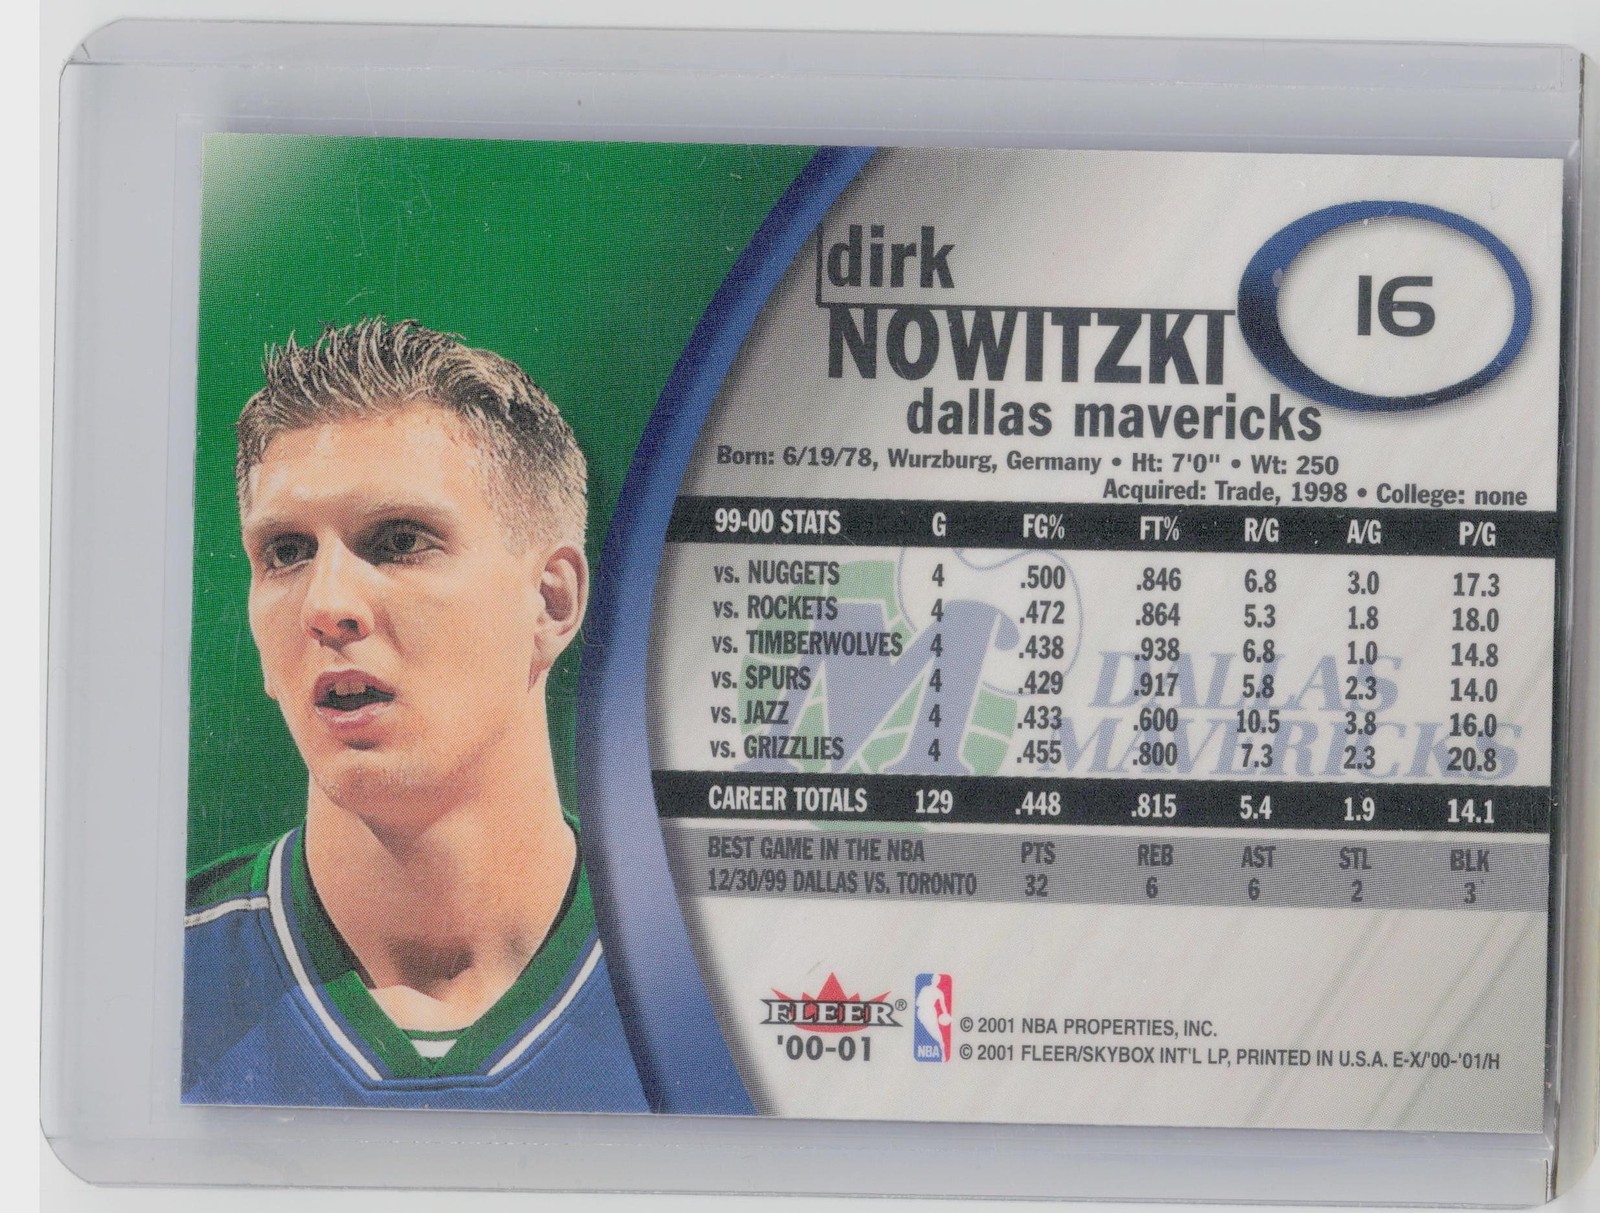 dirk
NOWITZKI
16
dallas mavericks
Born: 6/19/78, Wurzburg, Germany • Ht: 7'0" • Wt: 250
Acquired: Trade, 1998 • College: none
99-00 STATS G FG% FT% R/G A/G P/G
vs. NUGGETS 4 .500 .846 6.8 3.0 17.3
vs. ROCKETS 4 .472 .864 5.3 1.8 18.0
vs. TIMBERWOLVES 4 .438 .938 6.8 1.0 14.8
vs. SPURS 4 .429 .917 5.8 2.3 14.0
vs. JAZZ 4 .433 .600 10.5 3.8 16.0
vs. GRIZZLIES 4 .455 .800 7.3 2.3 20.8
M
DALLAS
MAVERICKS
CAREER TOTALS 129 .448 .815 5.4 1.9 14.1
BEST GAME IN THE NBA PTS REB AST STL BLK
12/30/99 DALLAS VS. TORONTO 32 6 6 2 3
FLEER®
'00-01
NBA
© 2001 NBA PROPERTIES, INC.
© 2001 FLEER/SKYBOX INT'L LP, PRINTED IN U.S.A. E-X/'00-'01/H